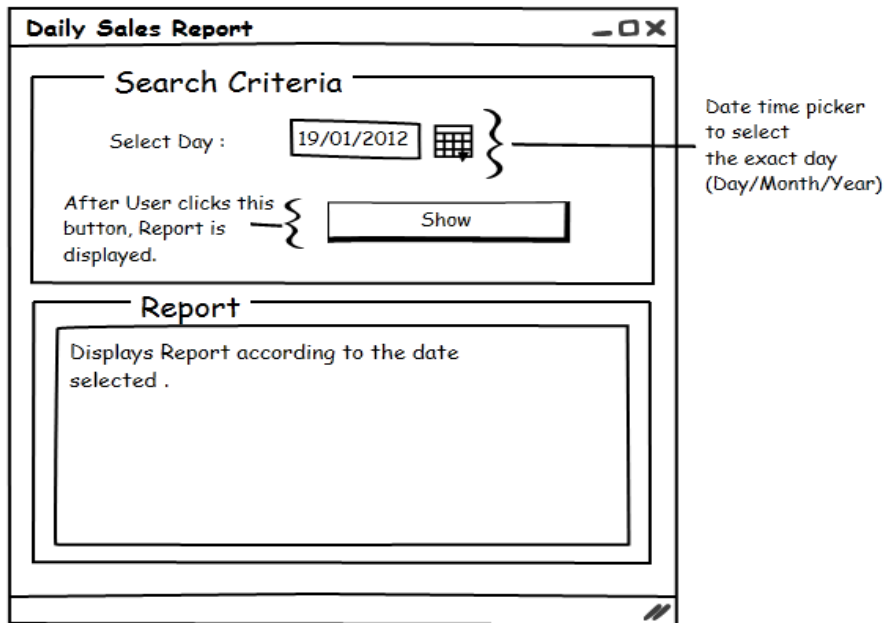 Daily Sales Report
Search Criteria
Select Day :
19/01/2012
Date time picker
to select
the exact day
(Day/Month/Year)
After User clicks this
button, Report is
displayed.
Show
Report
Displays Report according to the date
selected .